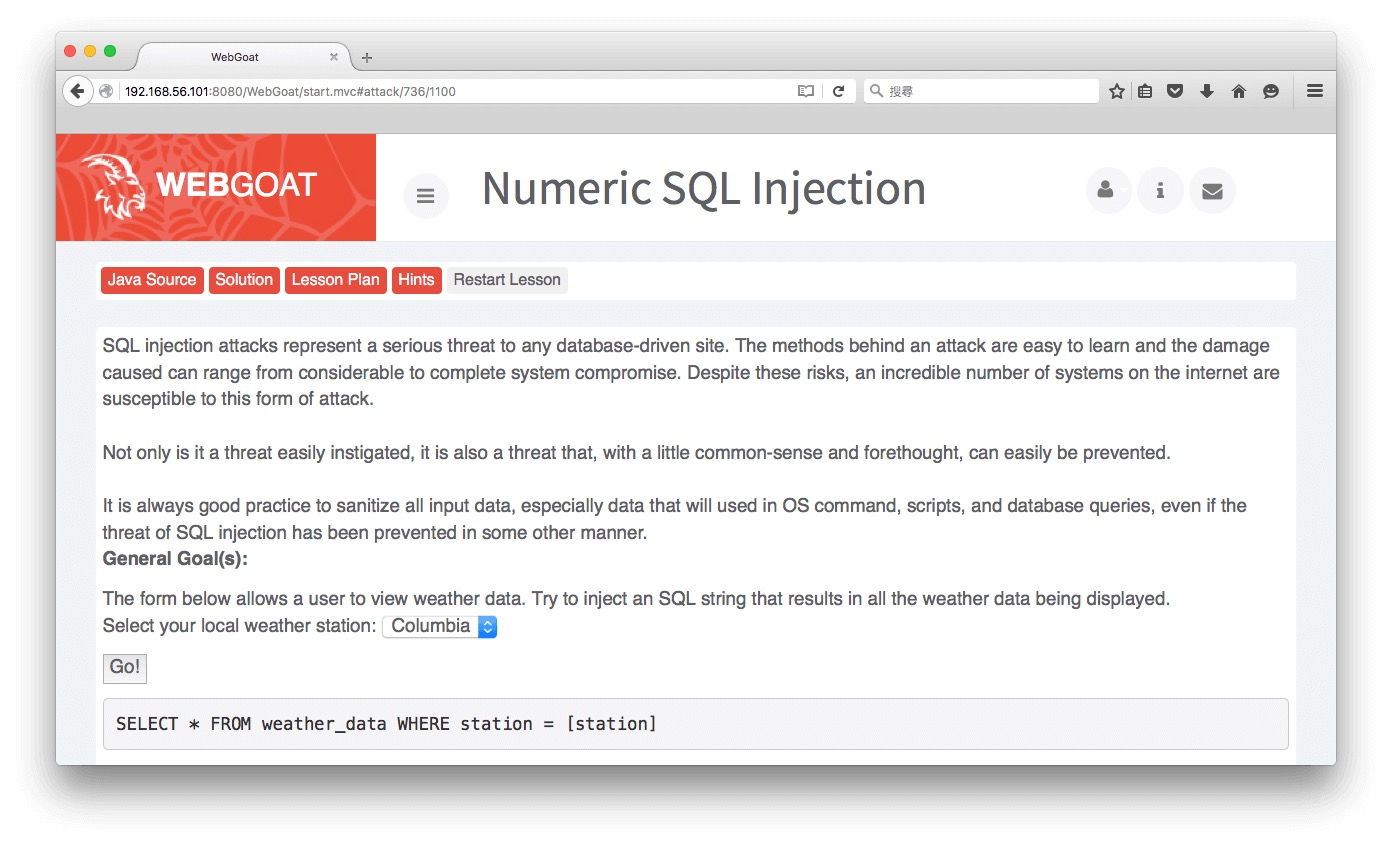 WebGoat
192.168.56.101:8080/WebGoat/start.mvc#attack/736/1100
搜尋
WEBGOAT
Numeric SQL Injection
Java Source Solution Lesson Plan Hints Restart Lesson
SQL injection attacks represent a serious threat to any database-driven site. The methods behind an attack are easy to learn and the damage
caused can range from considerable to complete system compromise. Despite these risks, an incredible number of systems on the internet are
susceptible to this form of attack.
Not only is it a threat easily instigated, it is also a threat that, with a little common-sense and forethought, can easily be prevented.
It is always good practice to sanitize all input data, especially data that will used in OS command, scripts, and database queries, even if the
threat of SQL injection has been prevented in some other manner.
General Goal(s):
The form below allows a user to view weather data. Try to inject an SQL string that results in all the weather data being displayed.
Select your local weather station: Columbia
Go!
SELECT * FROM weather_data WHERE station = [station]